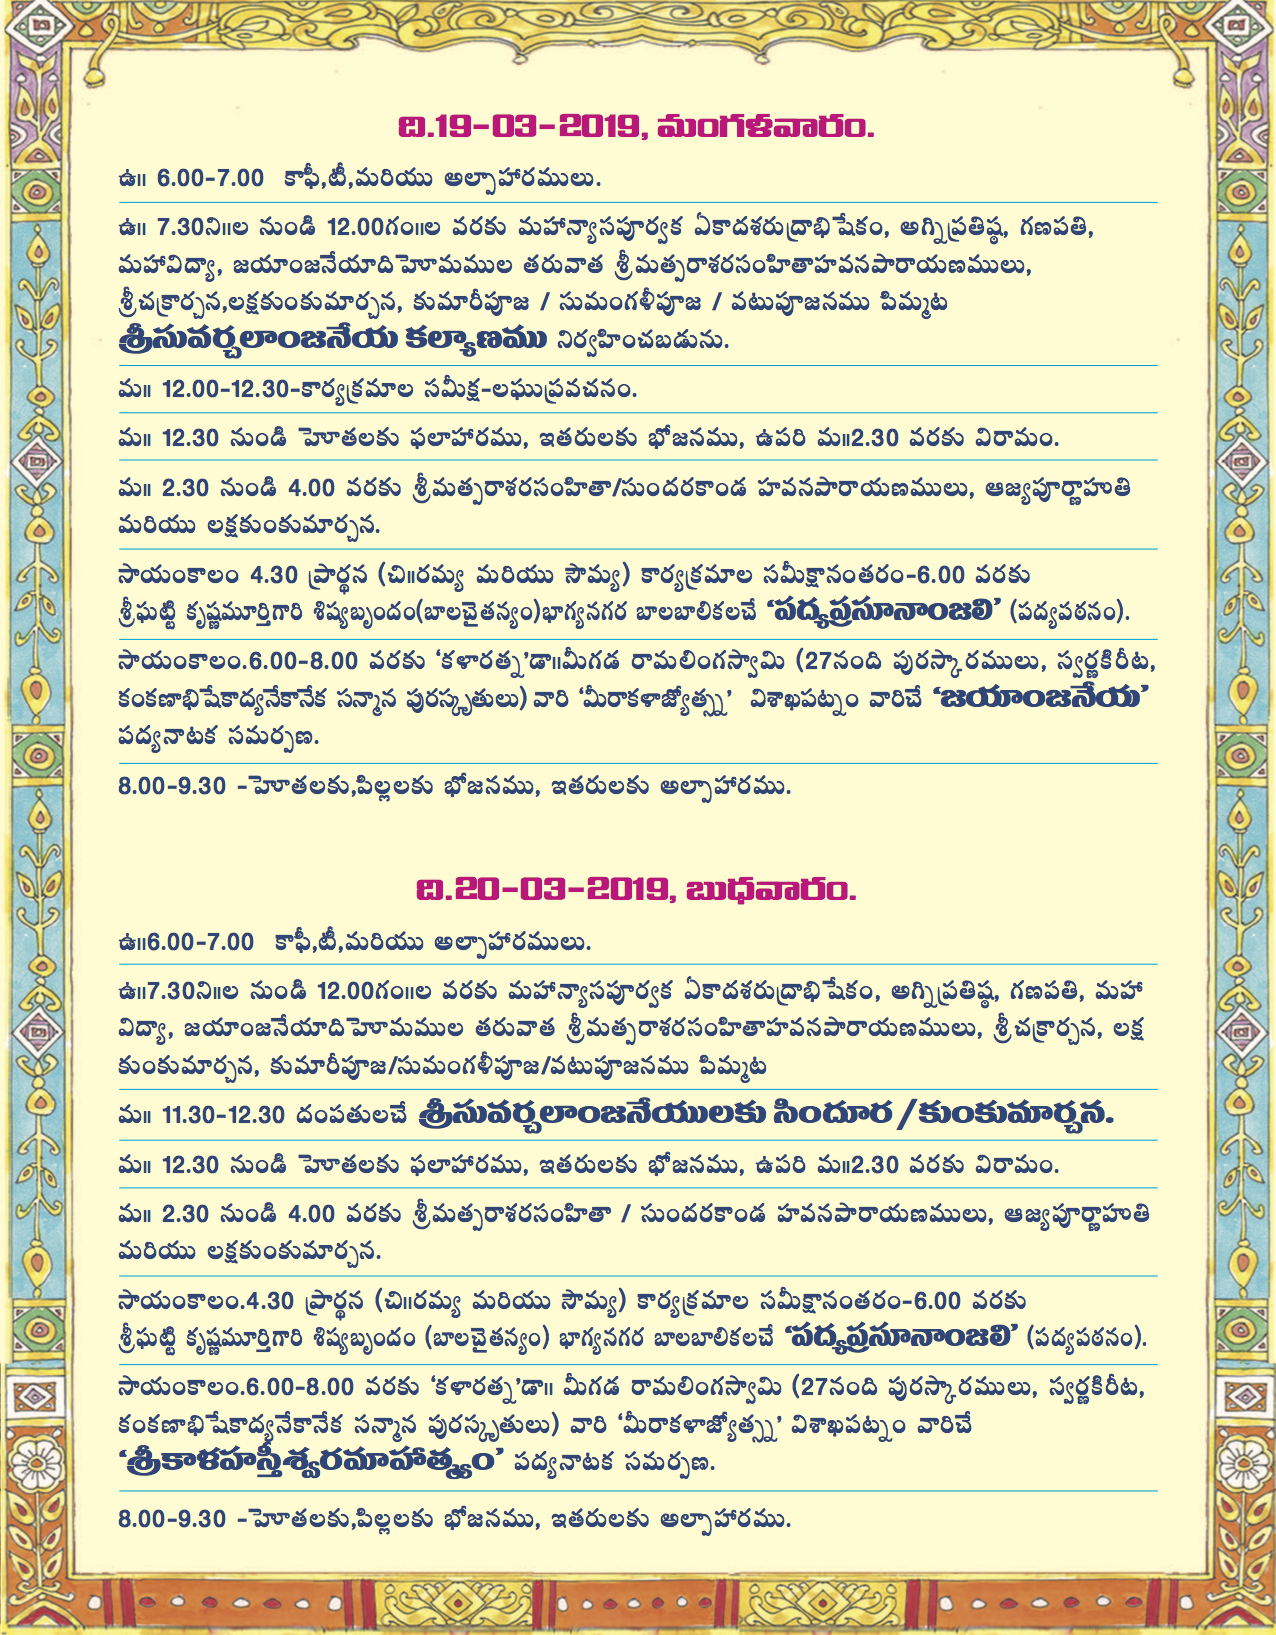 ది.19-03-2019, మంగళవారం.
ఉ॥ 6.00-7.00 కాఫీ,టీ,మరియు అల్పాహారములు.
ఉ॥ 7.30ని॥ల నుండి 12.00గం॥ల వరకు మహాన్యాసపూర్వక ఏకాదశరుద్రాభిషేకం, అగ్నిప్రతిష్ఠ, గణపతి,
మహావిద్యా, జయాంజనేయాదిహెూమముల తరువాత శ్రీమత్పరాశరసంహితాహవనపారాయణములు,
శ్రీచక్రార్చన,లక్షకుంకుమార్చన, కుమారీపూజ / సుమంగళీపూజ / వటుపూజనము పిమ్మట
శ్రీసువర్చలాంజనేయ కల్యాణము నిర్వహించబడును.
మ॥ 12.00-12.30-కార్యక్రమాల సమీక్ష-లఘుప్రవచనం.
మ॥ 12.30 నుండి హెూతలకు ఫలాహారము, ఇతరులకు భోజనము, ఉపరి మ॥2.30 వరకు విరామం.
మ॥ 2.30 నుండి 4.00 వరకు శ్రీమత్పరాశరసంహితా/సుందరకాండ హవనపారాయణములు, ఆజ్యపూర్ణాహుతి
మరియు లక్షకుంకుమార్చన.
సాయంకాలం 4.30 ప్రార్థన (చి॥రమ్య మరియు సౌమ్య) కార్యక్రమాల సమీక్షానంతరం-6.00 వరకు
శ్రీఘట్టి కృష్ణమూర్తిగారి శిష్యబృందం(బాలచైతన్యం)భాగ్యనగర బాలబాలికలచే ‘పద్యప్రసూనాంజలి’ (పద్యపఠనం).
సాయంకాలం.6.00-8.00 వరకు ‘కళారత్న’డా॥మీగడ రామలింగస్వామి (27నంది పురస్కారములు, స్వర్ణకిరీట,
కంకణాభిషేకాద్యనేకానేక సన్మాన పురస్కృతులు) వారి ‘మీరాకళాజ్యోత్స్న’ విశాఖపట్నం వారిచే ‘జయాంజనేయ’
పద్యనాటక సమర్పణ.
8.00-9.30 -హెూతలకు,పిల్లలకు భోజనము, ఇతరులకు అల్పాహారము.
ది.20-03-2019, బుధవారం.
ఉ॥6.00-7.00 కాఫీ,టీ,మరియు అల్పాహారములు.
ఉ॥7.30ని॥ల నుండి 12.00గం॥ల వరకు మహాన్యాసపూర్వక ఏకాదశరుద్రాభిషేకం, అగ్నిప్రతిష్ఠ, గణపతి, మహా
విద్యా, జయాంజనేయాదిహెూమముల తరువాత శ్రీమత్పరాశరసంహితాహవనపారాయణములు, శ్రీచక్రార్చన, లక్ష
కుంకుమార్చన, కుమారీపూజ/సుమంగళీపూజ/వటుపూజనము పిమ్మట
మ॥ 11.30-12.30 దంపతులచే శ్రీసువర్చలాంజనేయులకు సిందూర/కుంకుమార్చన.
మ॥ 12.30 నుండి హెూతలకు ఫలాహారము, ఇతరులకు భోజనము, ఉపరి మ॥2.30 వరకు విరామం.
మ॥ 2.30 నుండి 4.00 వరకు శ్రీమత్పరాశరసంహితా / సుందరకాండ హవనపారాయణములు, ఆజ్యపూర్ణాహుతి
మరియు లక్షకుంకుమార్చన.
సాయంకాలం.4.30 ప్రార్థన (చి॥రమ్య మరియు సౌమ్య) కార్యక్రమాల సమీక్షానంతరం-6.00 వరకు
శ్రీఘట్టి కృష్ణమూర్తిగారి శిష్యబృందం (బాలచైతన్యం) భాగ్యనగర బాలబాలికలచే ‘పద్యప్రసూనాంజలి’ (పద్యపఠనం).
సాయంకాలం.6.00-8.00 వరకు ‘కళారత్న’డా॥ మీగడ రామలింగస్వామి (27నంది పురస్కారములు, స్వర్ణకిరీట,
కంకణాభిషేకాద్యనేకానేక సన్మాన పురస్కృతులు) వారి ‘మీరాకళాజ్యోత్స్న’ విశాఖపట్నం వారిచే
‘శ్రీకాళహస్తీశ్వరమాహాత్మ్యం’ పద్యనాటక సమర్పణ.
8.00-9.30 -హెూతలకు,పిల్లలకు భోజనము, ఇతరులకు అల్పాహారము.